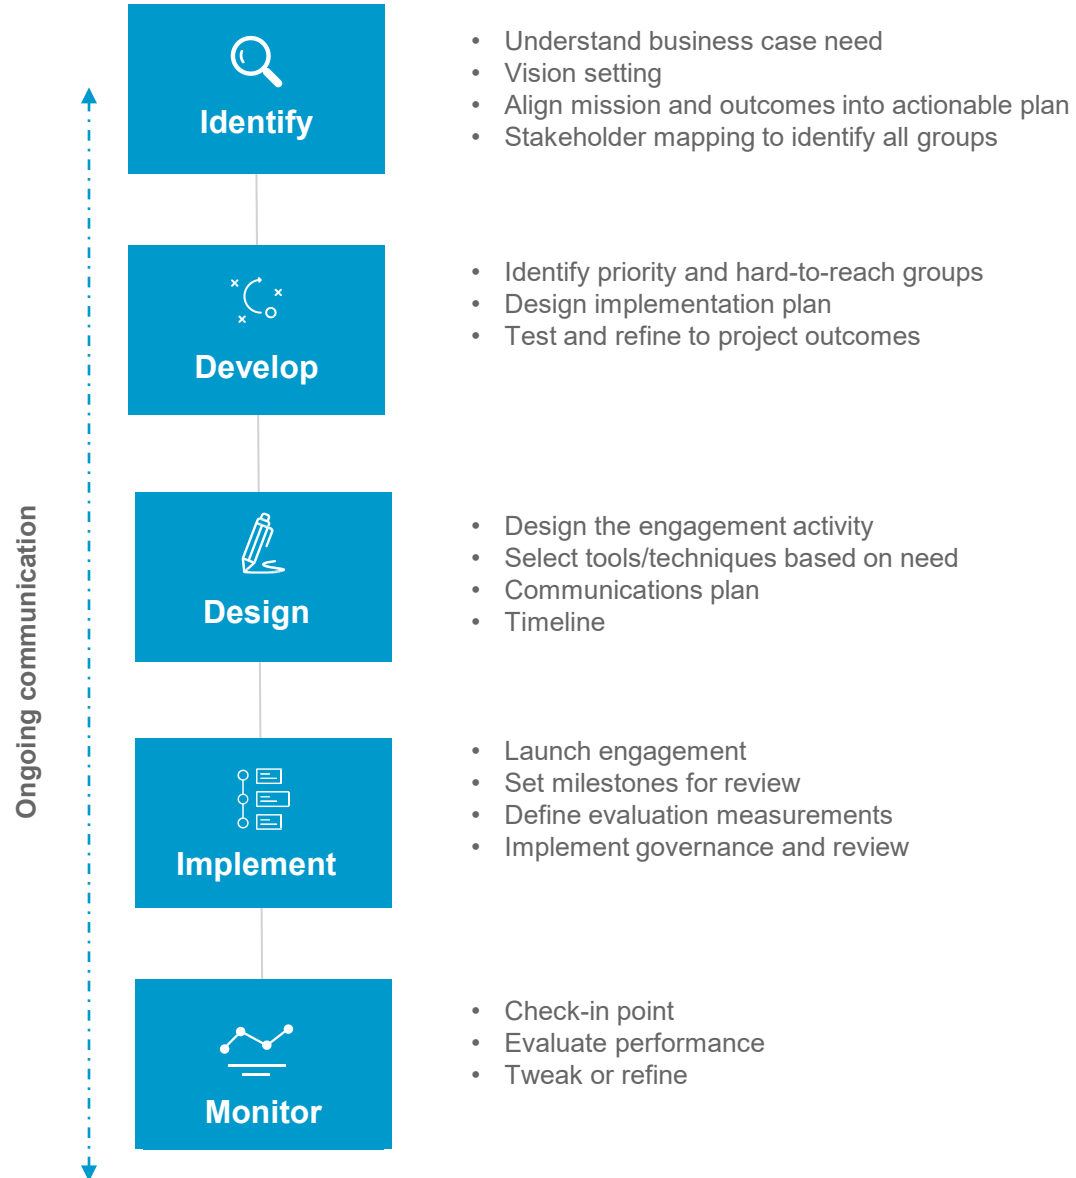 Ongoing communication
Identify
• Understand business case need
• Vision setting
• Align mission and outcomes into actionable plan
• Stakeholder mapping to identify all groups
Develop
• Identify priority and hard-to-reach groups
• Design implementation plan
• Test and refine to project outcomes
Design
• Design the engagement activity
• Select tools/techniques based on need
• Communications plan
• Timeline
Implement
• Launch engagement
• Set milestones for review
• Define evaluation measurements
• Implement governance and review
Monitor
• Check-in point
• Evaluate performance
• Tweak or refine